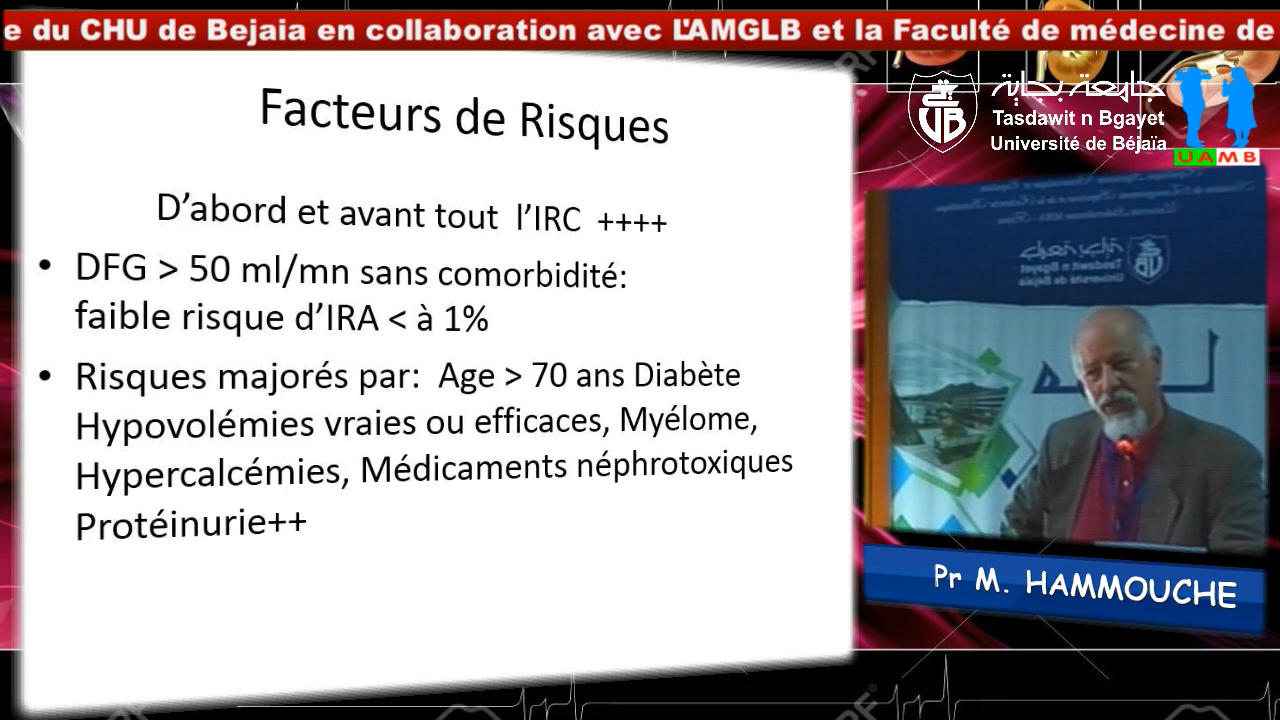 e du CHU de Bejaia en collaboration avec L'AMGLB et la Faculté de médecine de
Facteurs de Risques
D'abord et avant tout l'IRC ++++
• DFG > 50 ml/mn sans comorbidité:
faible risque d'IRA < à 1%
• Risques majorés par: Age > 70 ans Diabète
Hypovolémies vraies ou efficaces, Myélome,
Hypercalcémies, Médicaments néphrotoxiques
Protéinurie++
جامعة بجاية
Tasdawit n Bgayet
Université de Béjaïa
UAMB
Pr M. HAMMOUCHE